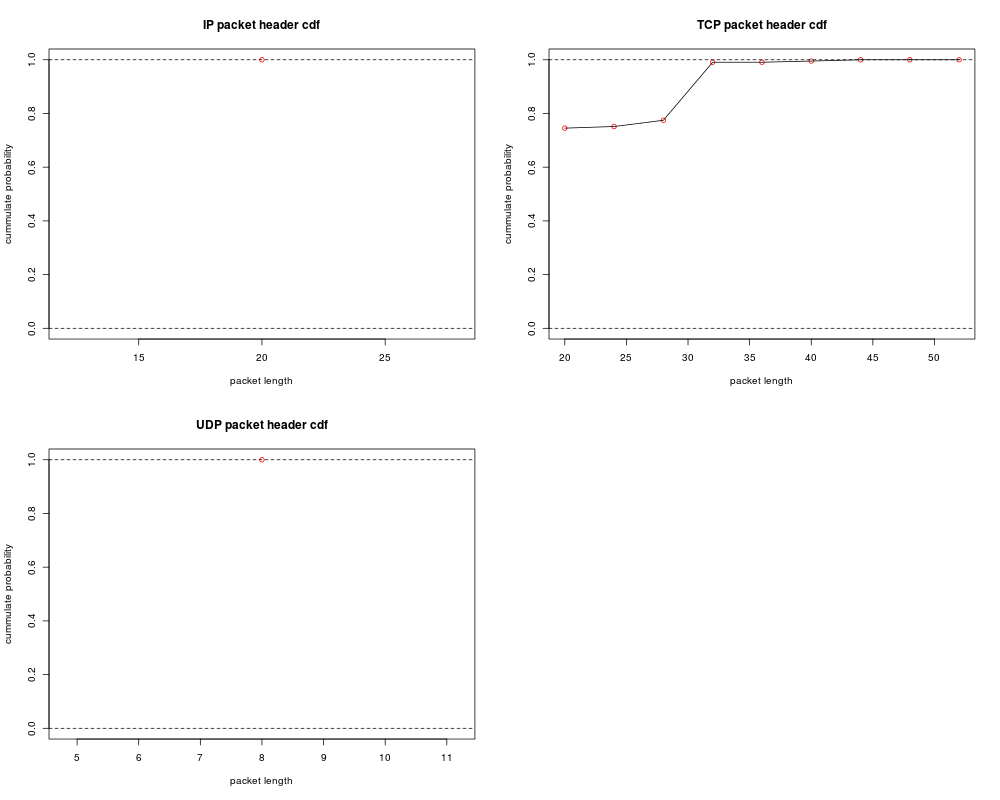 IP packet header cdf
cummulate probability
0.0 0.2 0.4 0.6 0.8 1.0
15 20 25
packet length
TCP packet header cdf
cummulate probability
0.0 0.2 0.4 0.6 0.8 1.0
20 25 30 35 40 45 50
packet length
UDP packet header cdf
cummulate probability
0.0 0.2 0.4 0.6 0.8 1.0
5 6 7 8 9 10 11
packet length